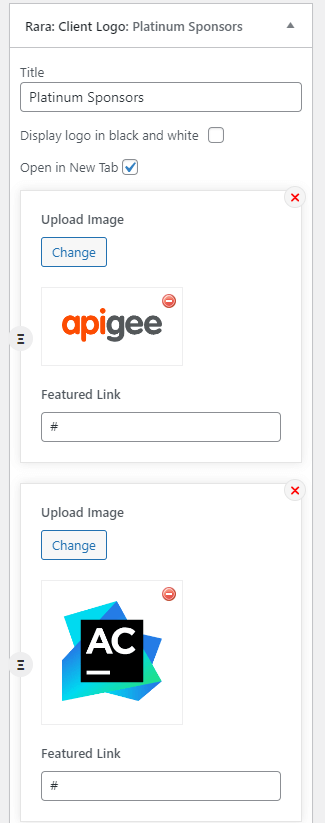 Rara: Client Logo: Platinum Sponsors
Title
Platinum Sponsors
Display logo in black and white
Open in New Tab
Upload Image
Change
apigee
Featured Link
#
Upload Image
Change
AC
Featured Link
#